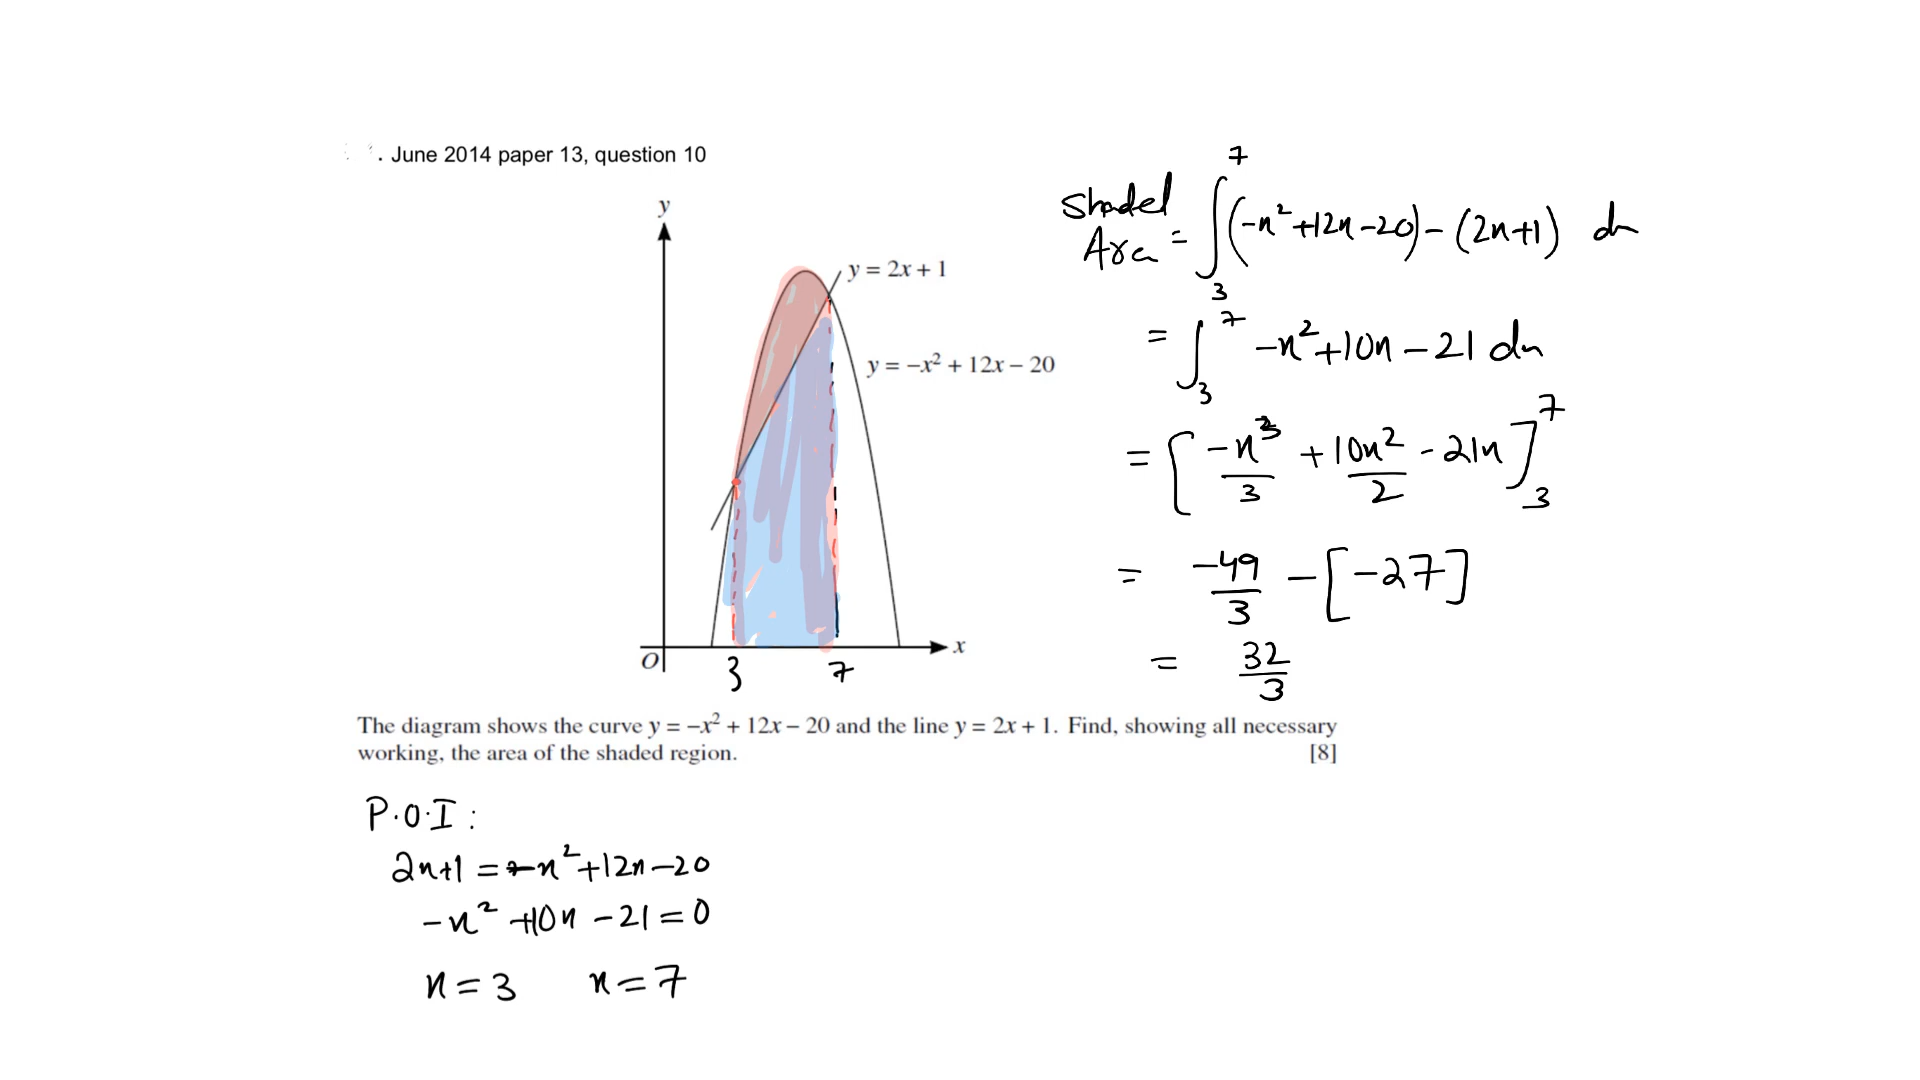 . June 2014 paper 13, question 10
y
y = 2x + 1
y = −x² + 12x − 20
O
x
3
7
The diagram shows the curve y = −x² + 12x − 20 and the line y = 2x + 1. Find, showing all necessary
working, the area of the shaded region. [8]
P.O.I :
2x+1 = -x²+12x-20
-x² +10x -21 = 0
x = 3 x = 7
Shaded Area = ∫₃⁷ (-x²+12x-20) - (2x+1) dx
= ∫₃⁷ -x²+10x-21 dx
= [-x³/3 + 10x²/2 - 21x]₃⁷
= -49/3 - [-27]
= 32/3